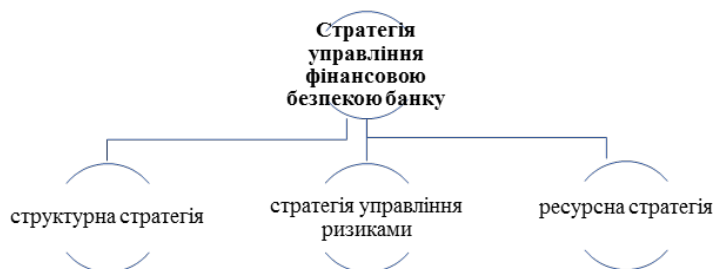 Стратегія
управління
фінансовою
безпекою банку
структурна стратегія
стратегія управління
ризиками
ресурсна стратегія